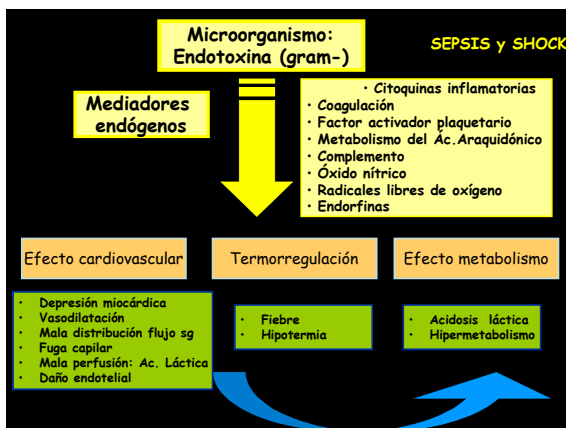 Microorganismo:
Endotoxina (gram-)
SEPSIS y SHOCK
Mediadores
endógenos
• Citoquinas inflamatorias
• Coagulación
• Factor activador plaquetario
• Metabolismo del Ác.Araquidónico
• Complemento
• Óxido nítrico
• Radicales libres de oxígeno
• Endorfinas
Efecto cardiovascular
Termorregulación
Efecto metabolismo
• Depresión miocárdica
• Vasodilatación
• Mala distribución flujo sg
• Fuga capilar
• Mala perfusión: Ac. Láctica
• Daño endotelial
• Fiebre
• Hipotermia
• Acidosis láctica
• Hipermetabolismo